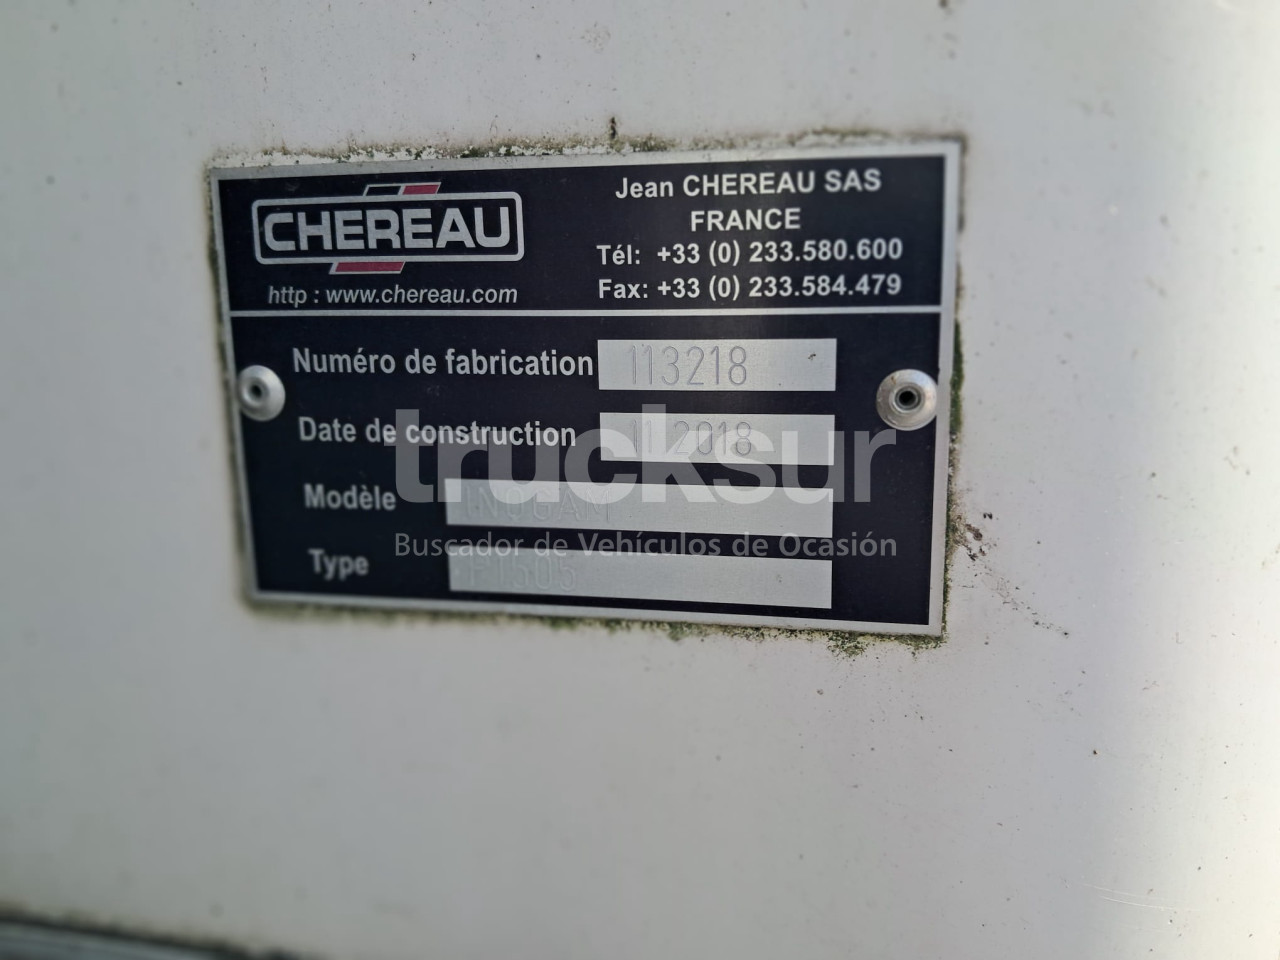 CHEREAU
http : www.chereau.com
Jean CHEREAU SAS
FRANCE
Tél: +33 (0) 233.580.600
Fax: +33 (0) 233.584.479
Numéro de fabrication 113218
Date de construction 11 2018
Modèle INOGAM
Type
trucksur
Buscador de Vehículos de Ocasión